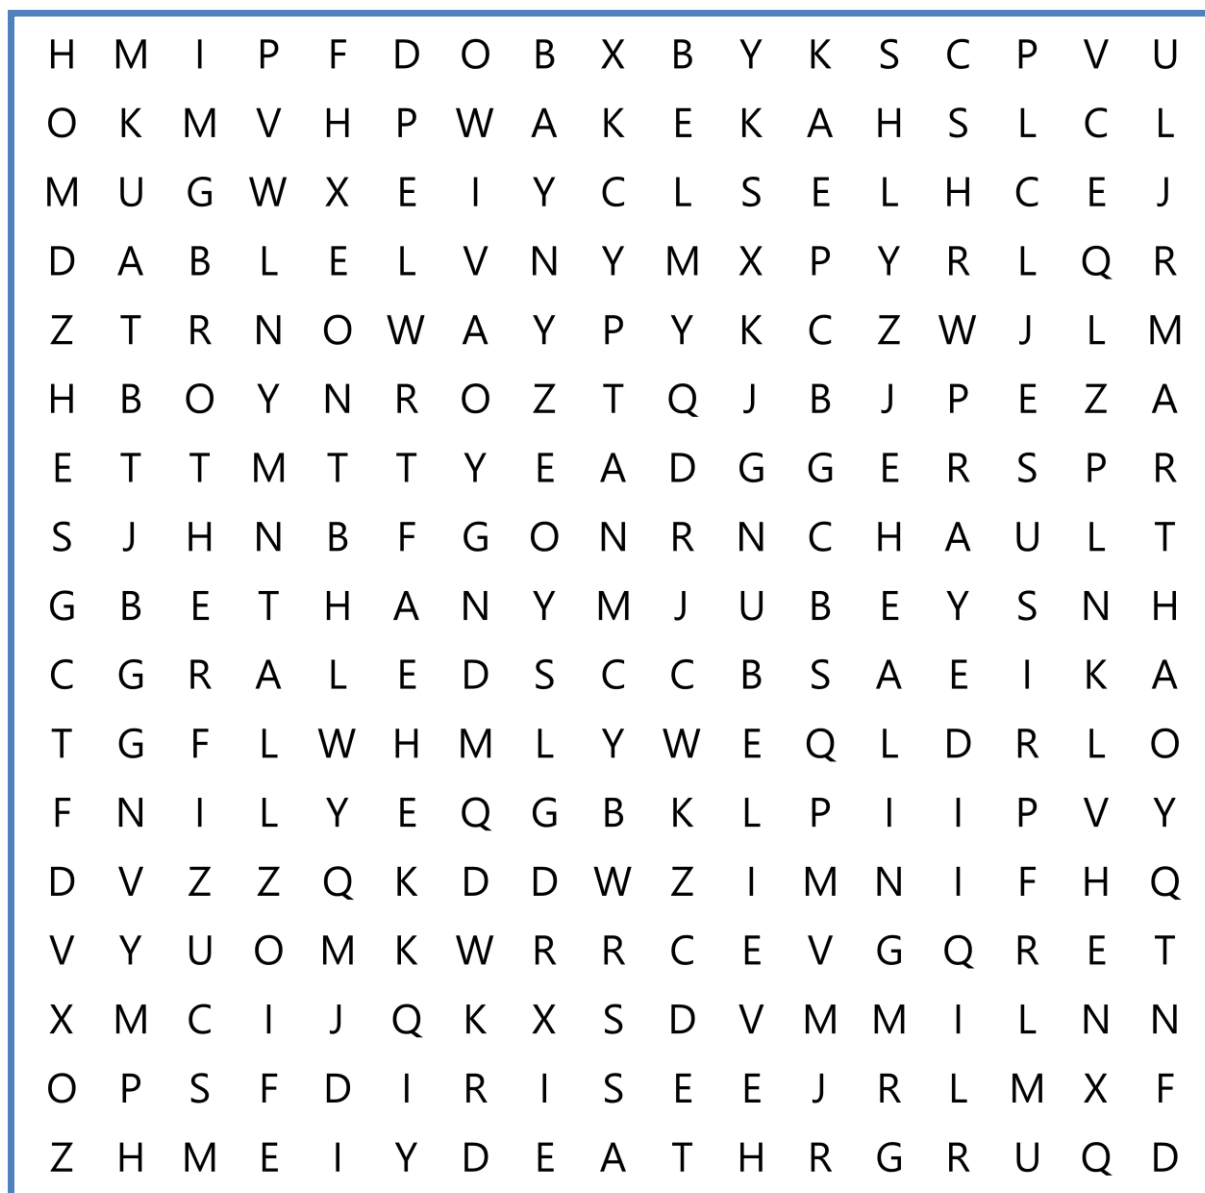 H M I P F D O B X B Y K S C P V U
O K M V H P W A K E K A H S L C L
M U G W X E I Y C L S E L H C E J
D A B L E L V N Y M X P Y R L Q R
Z T R N O W A Y P Y K C Z W J L M
H B O Y N R O Z T Q J B J P E Z A
E T T M T T Y E A D G G E R S P R
S J H N B F G O N R N C H A U L T
G B E T H A N Y M J U B E Y S N H
C G R A L E D S C C B S A E I K A
T G F L W H M L Y W E Q L D R L O
F N I L Y E Q G B K L P I I P V Y
D V Z Z Q K D D W Z I M N I F H Q
V Y U O M K W R R C E V G Q R E T
X M C I J Q K X S D V M M I L N N
O P S F D I R I S E E J R L M X F
Z H M E I Y D E A T H R G R U Q D